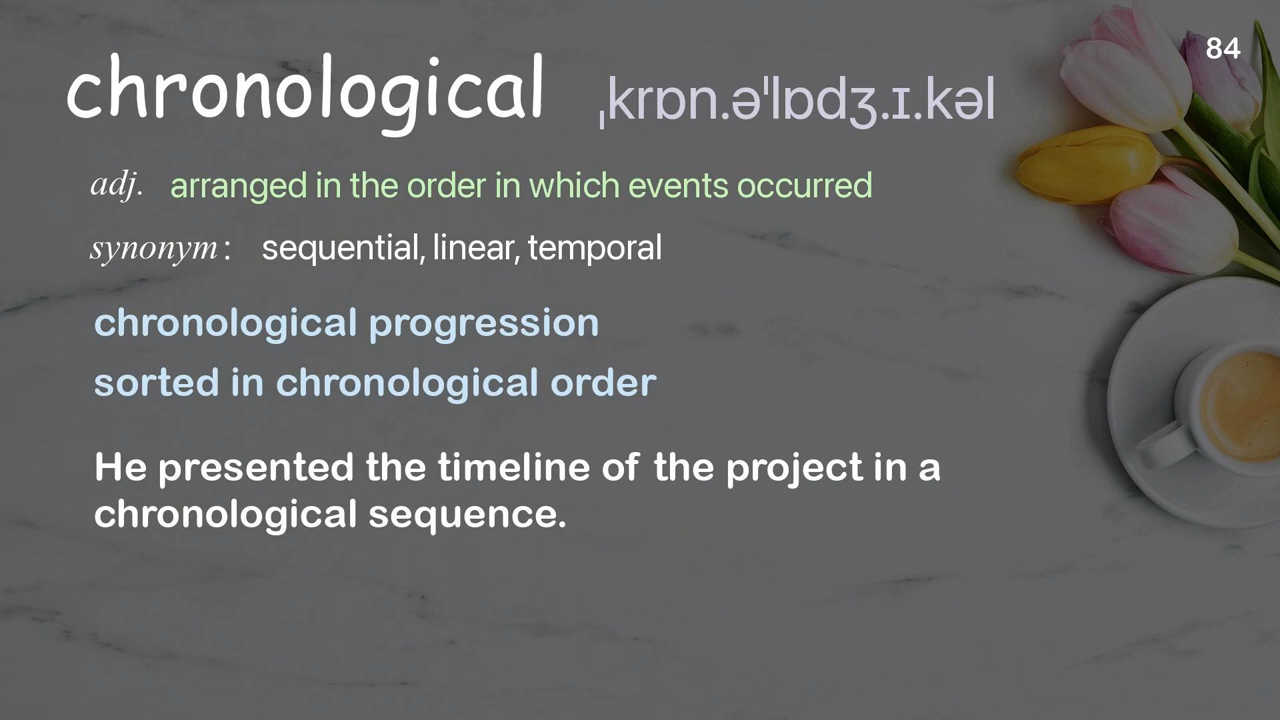 84
chronological ˌkrɒn.əˈlɒdʒ.ɪ.kəl
adj. arranged in the order in which events occurred
synonym: sequential, linear, temporal
chronological progression
sorted in chronological order
He presented the timeline of the project in a
chronological sequence.